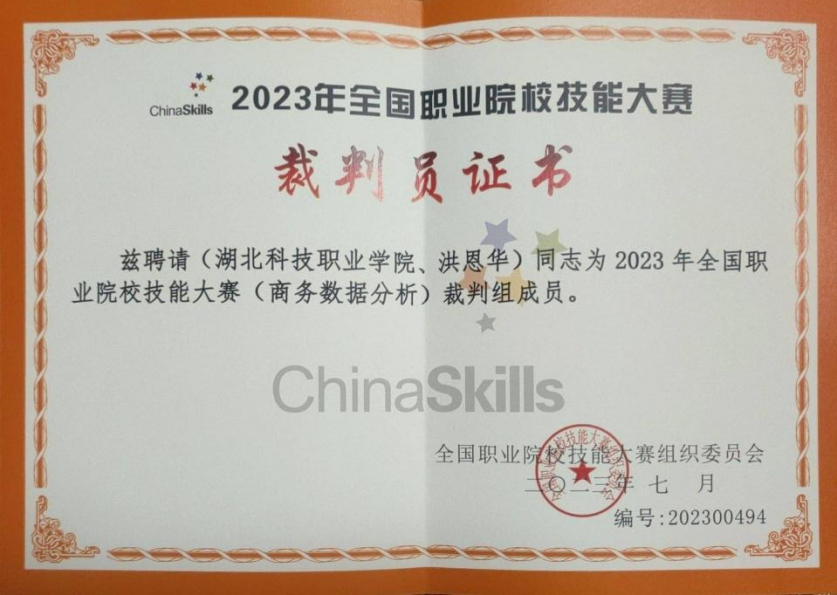 ChinaSkills 2023年全国职业院校技能大赛
裁判员证书
兹聘请（湖北科技职业学院、洪恩华）同志为 2023 年全国职
业院校技能大赛（商务数据分析）裁判组成员。
ChinaSkills
全国职业院校技能大赛组织委员会
二〇二三年 七 月
编号:202300494